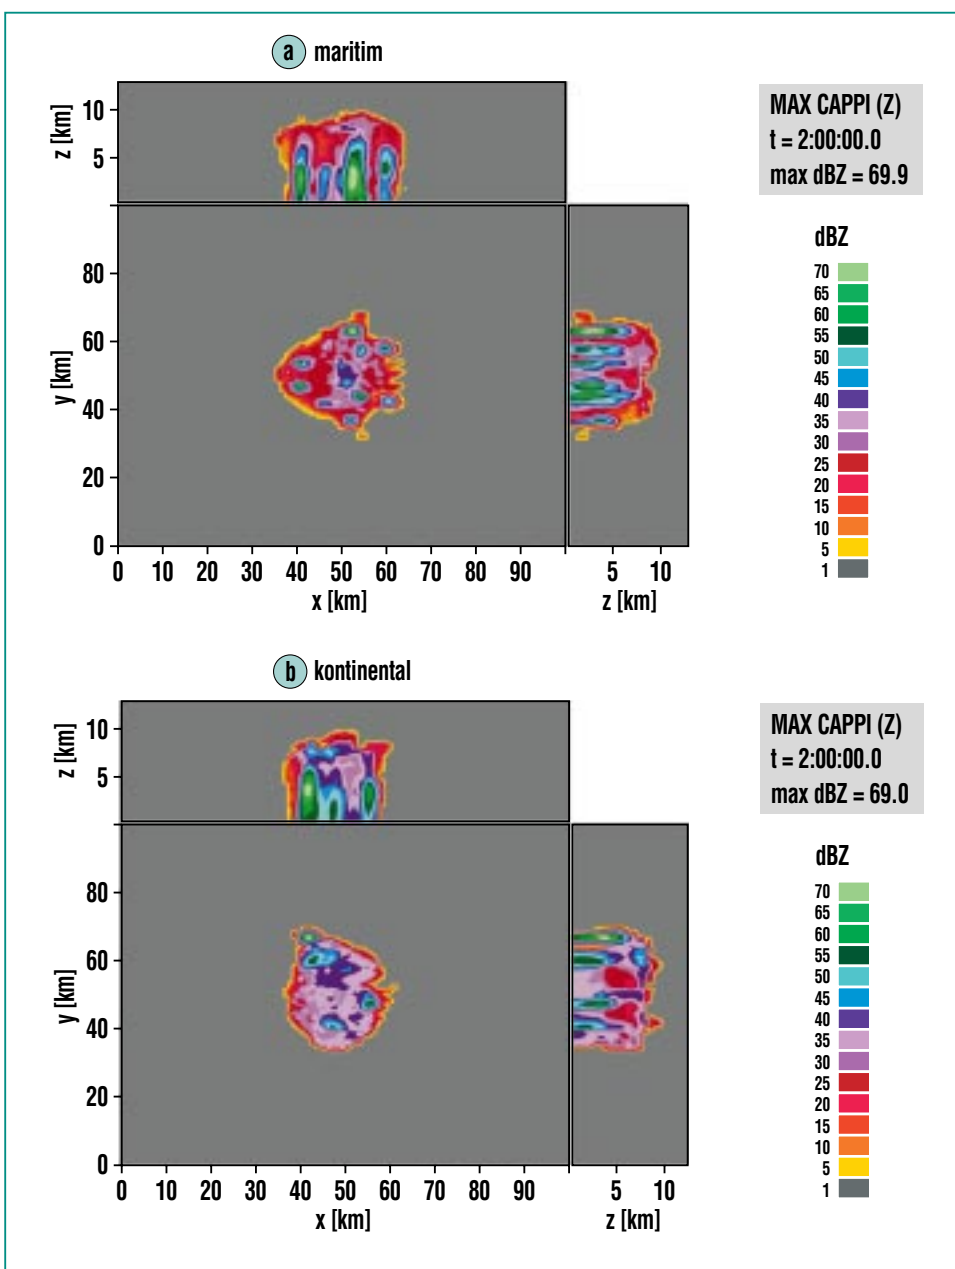 a maritim
MAX CAPPI (Z)
t = 2:00:00.0
max dBZ = 69.9
z [km]
10
5
y [km]
80
60
40
20
0
0 10 20 30 40 50 60 70 80 90
x [km]
5 10
z [km]
dBZ
70
65
60
55
50
45
40
35
30
25
20
15
10
5
1
b kontinental
MAX CAPPI (Z)
t = 2:00:00.0
max dBZ = 69.0
z [km]
10
5
y [km]
80
60
40
20
0
0 10 20 30 40 50 60 70 80 90
x [km]
5 10
z [km]
dBZ
70
65
60
55
50
45
40
35
30
25
20
15
10
5
1